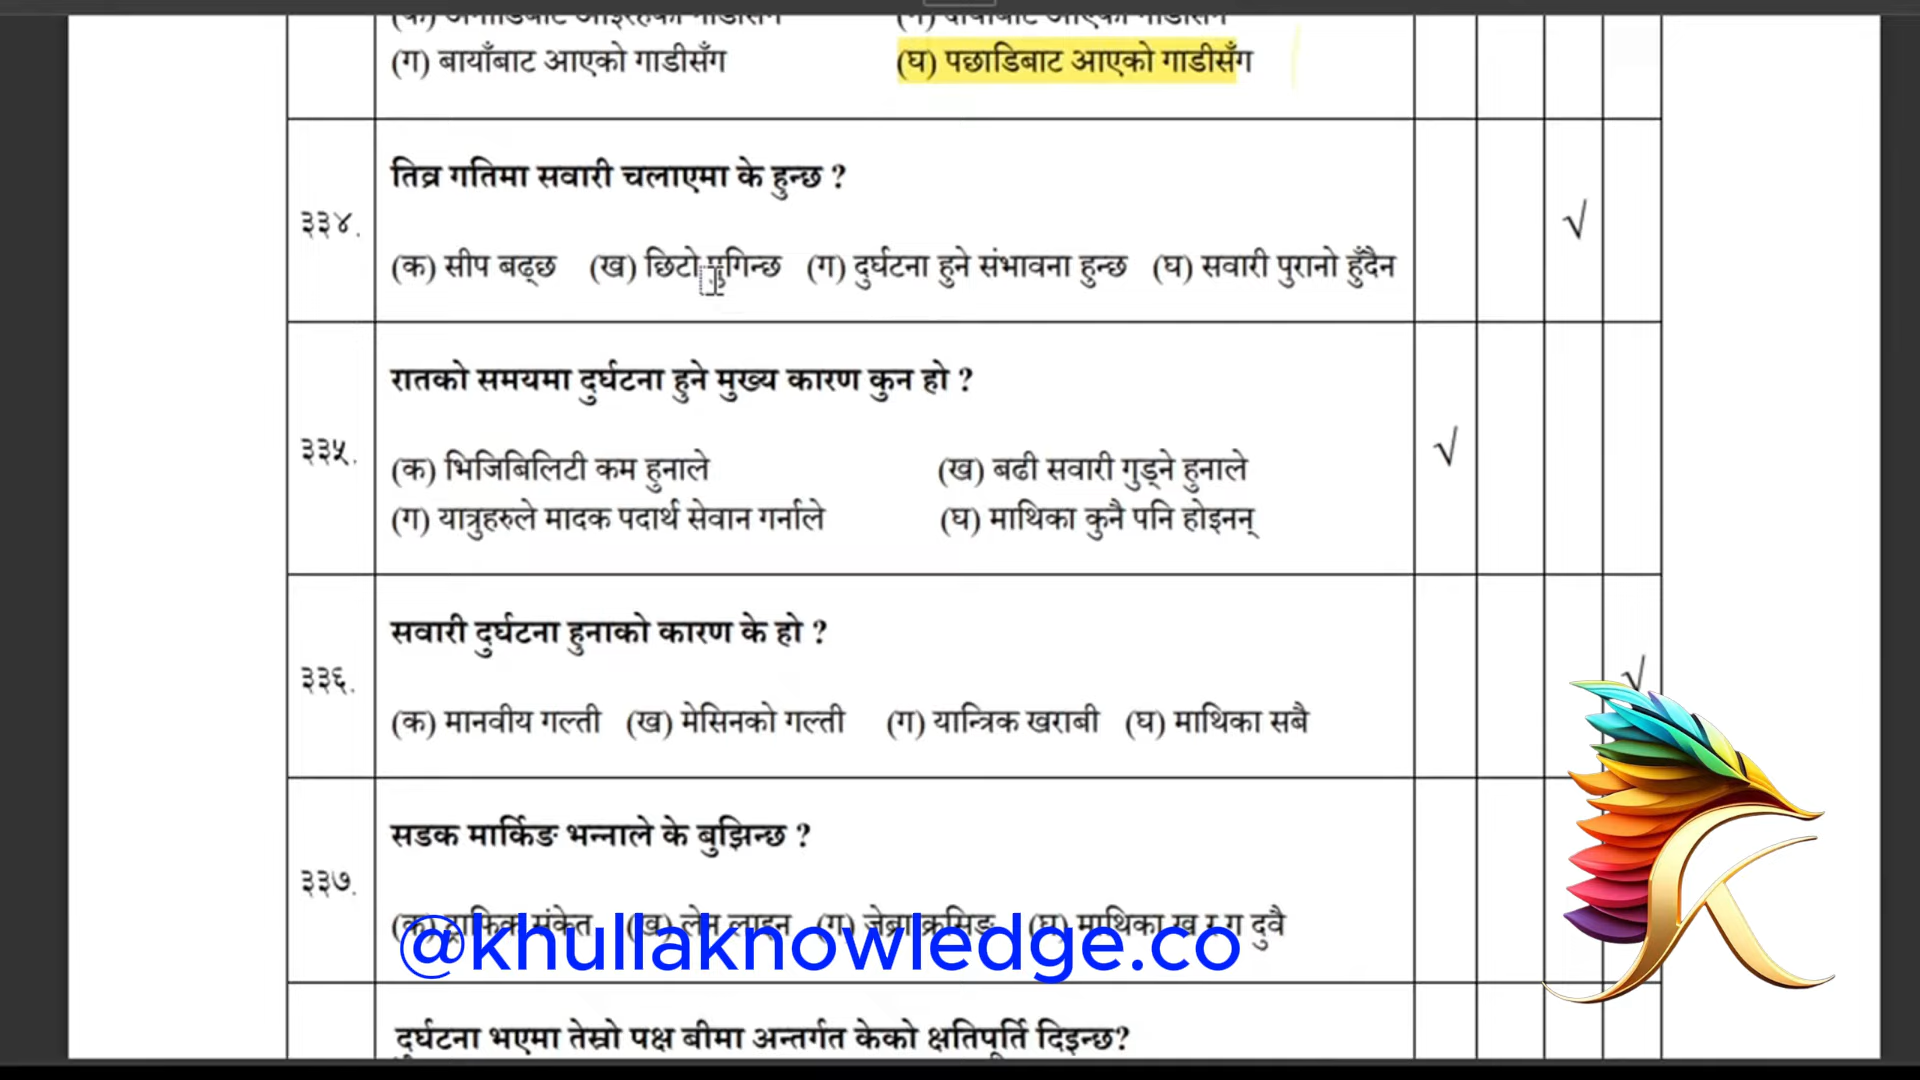 (ग) बायाँबाट आएको गाडीसँग (घ) पछाडिबाट आएको गाडीसँग
तिव्र गतिमा सवारी चलाएमा के हुन्छ ?
३३४.
(क) सीप बढ्छ (ख) छिटो पुगिन्छ (ग) दुर्घटना हुने संभावना हुन्छ (घ) सवारी पुरानो हुँदैन
√
रातको समयमा दुर्घटना हुने मुख्य कारण कुन हो ?
३३५.
(क) भिजिबिलिटी कम हुनाले (ख) बढी सवारी गुड्ने हुनाले
(ग) यात्रुहरुले मादक पदार्थ सेवान गर्नाले (घ) माथिका कुनै पनि होइनन्
√
सवारी दुर्घटना हुनाको कारण के हो ?
३३६.
(क) मानवीय गल्ती (ख) मेसिनको गल्ती (ग) यान्त्रिक खराबी (घ) माथिका सबै
√
सडक मार्किङ भन्नाले के बुझिन्छ ?
३३७.
(क) ट्राफिक संकेत (ख) लेन लाइन (ग) जेब्रा क्रसिङ (घ) माथिका ख र ग दुवै
@khullaknowledge.co
दुर्घटना भएमा तेस्रो पक्ष बीमा अन्तर्गत केको क्षतिपूर्ति दिइन्छ?